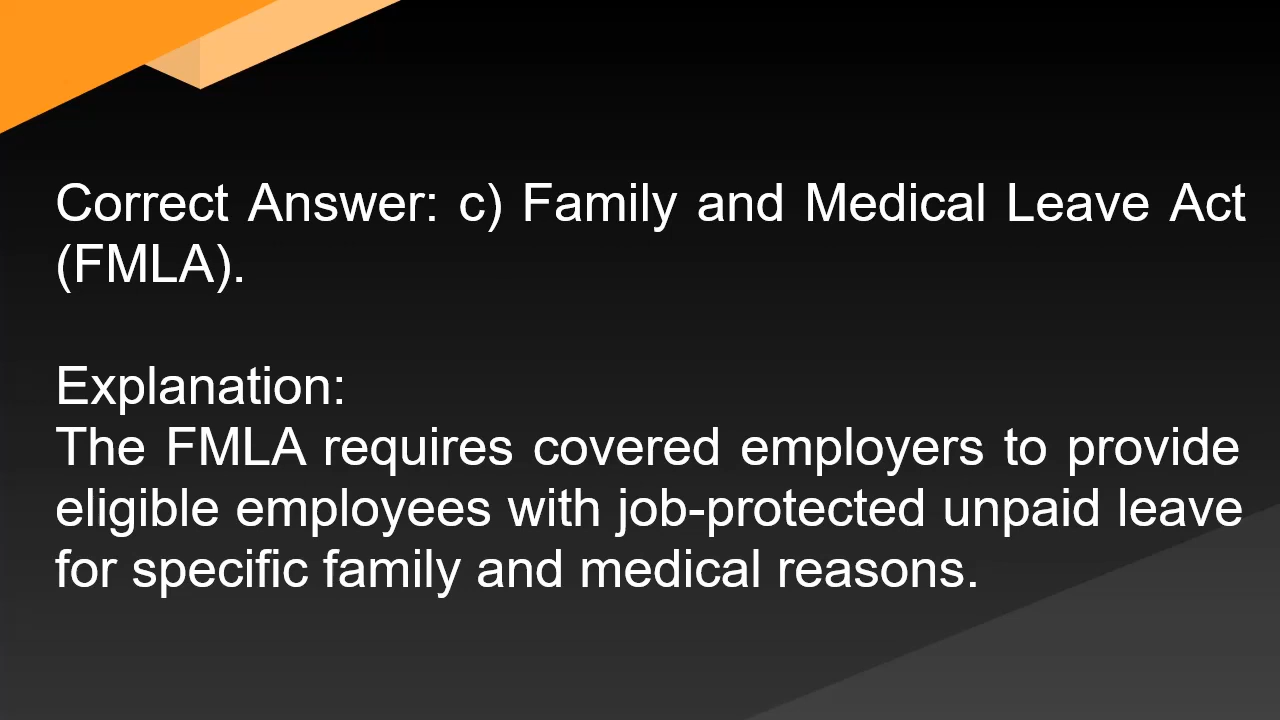 Correct Answer: c) Family and Medical Leave Act
(FMLA).
Explanation:
The FMLA requires covered employers to provide
eligible employees with job-protected unpaid leave
for specific family and medical reasons.